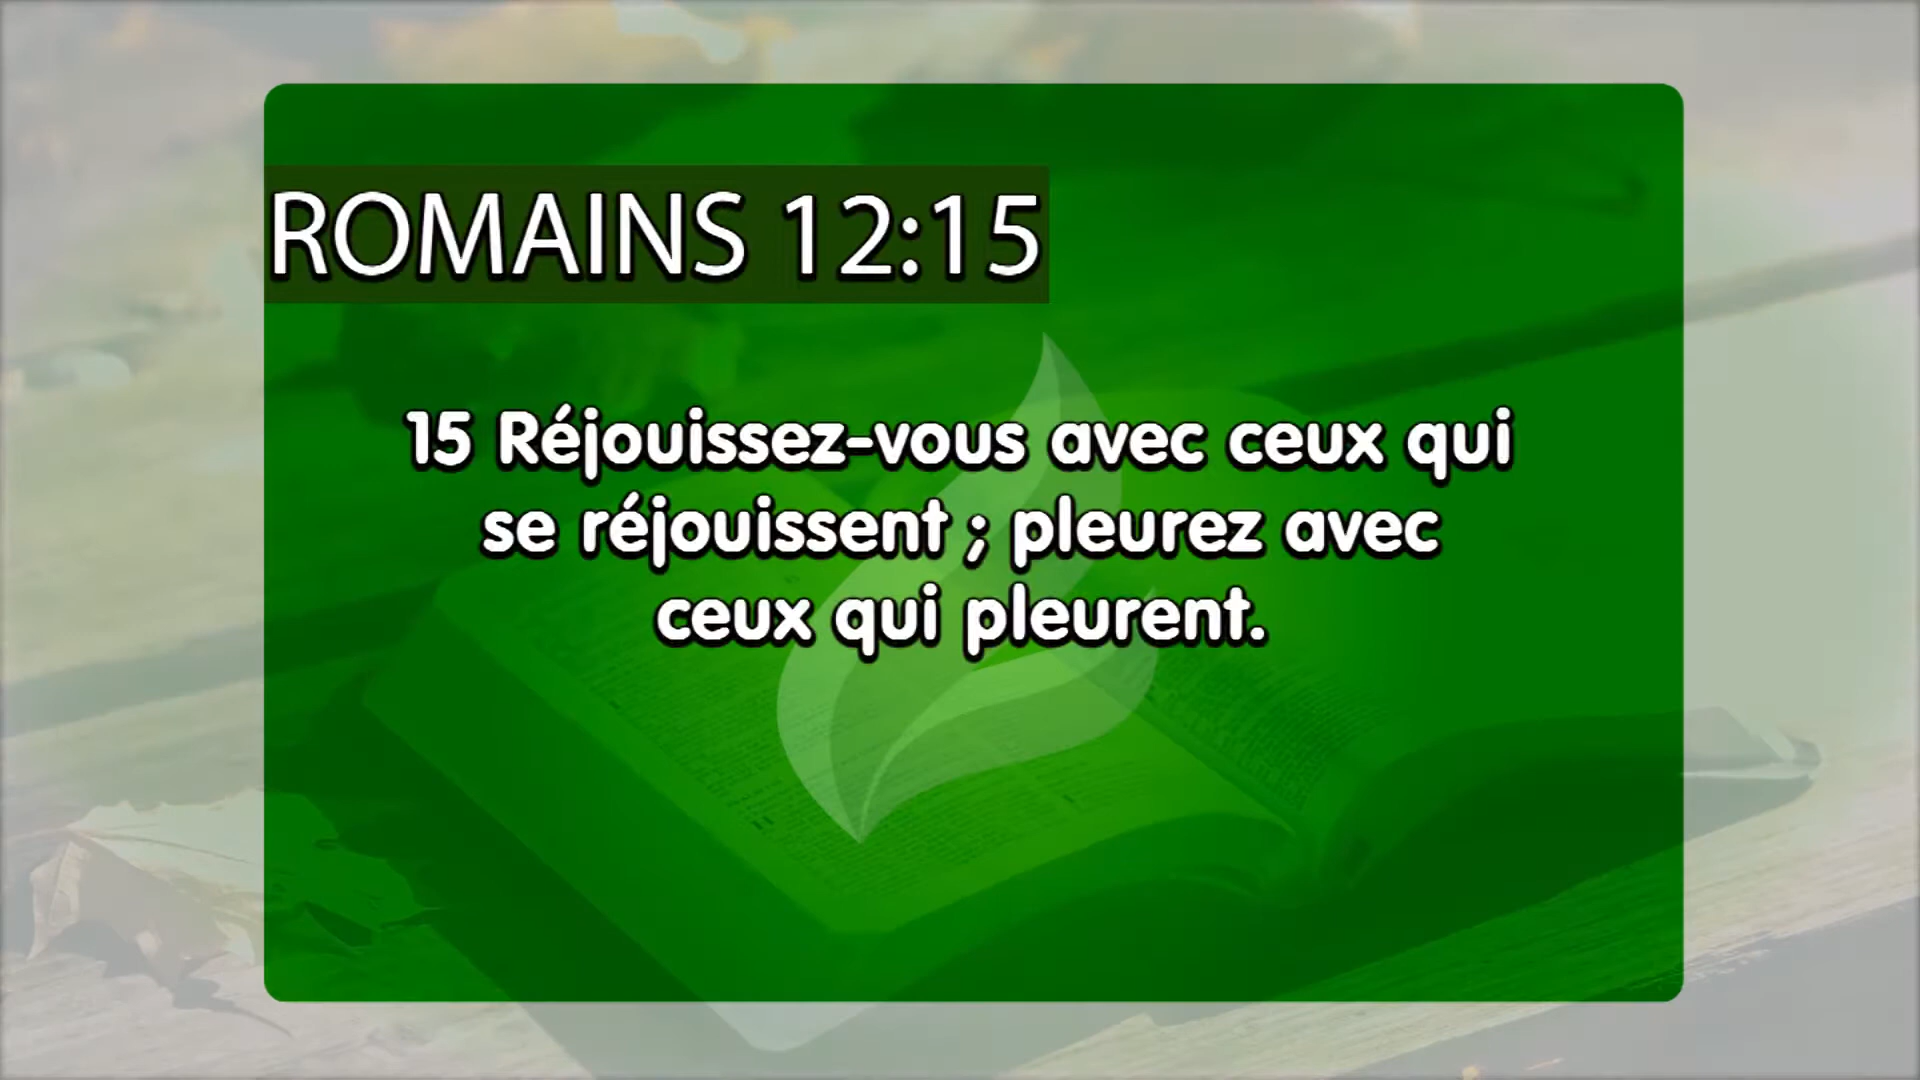 ROMAINS 12:15
15 Réjouissez-vous avec ceux qui
se réjouissent ; pleurez avec
ceux qui pleurent.